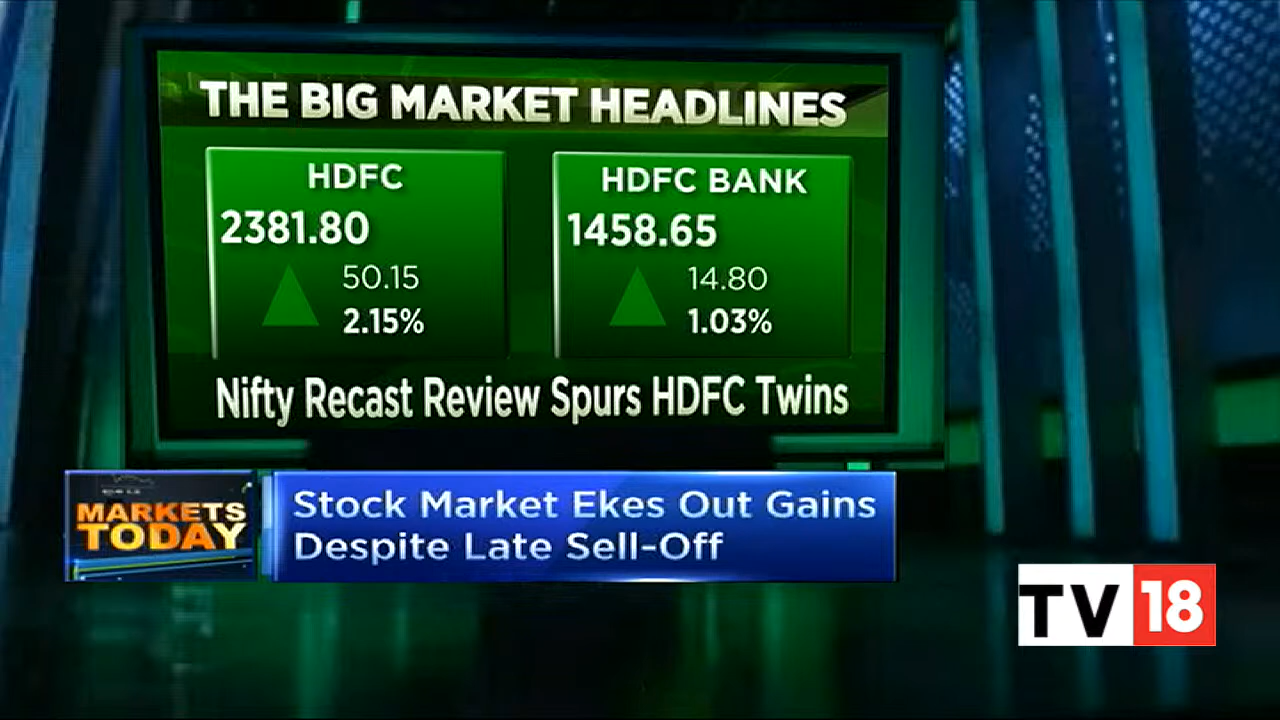 THE BIG MARKET HEADLINES
HDFC
2381.80
50.15
2.15%
HDFC BANK
1458.65
14.80
1.03%
Nifty Recast Review Spurs HDFC Twins
MARKETS
TODAY
Stock Market Ekes Out Gains
Despite Late Sell-Off
TV18